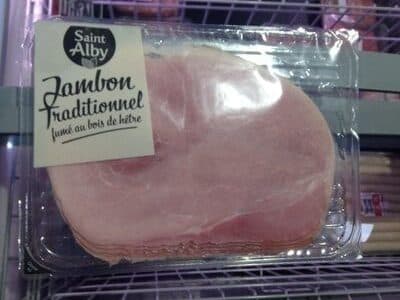 Saint
Alby
Jambon
Traditionnel
fumé au bois de hêtre